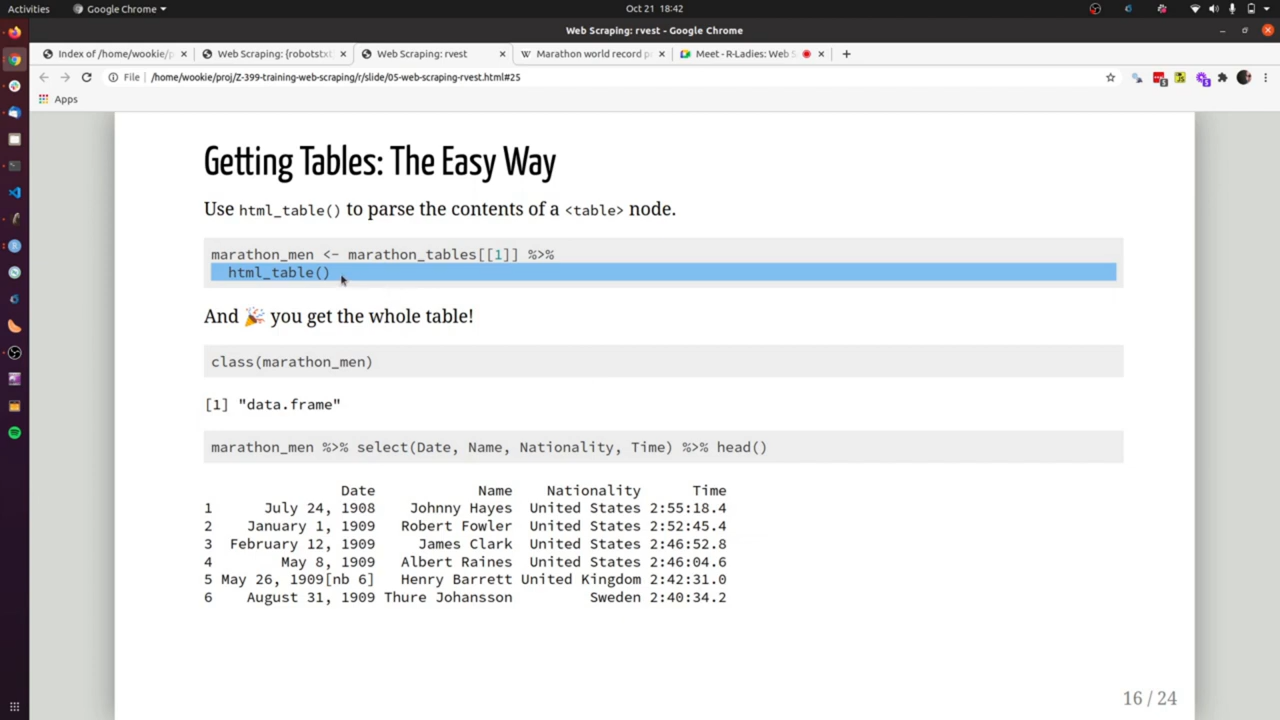 Activities
Google Chrome
Oct 21 18:42
Web Scraping: rvest - Google Chrome
Index of /home/wookie/p
Web Scraping: {robotstxt
Web Scraping: rvest
Marathon world record p
Meet - R-Ladies: Web S
File
/home/wookie/proj/Z-399-training-web-scraping/r/slide/05-web-scraping-rvest.html#25
Apps
Getting Tables: The Easy Way
Use html_table() to parse the contents of a <table> node.
marathon_men <- marathon_tables[[1]] %>%
html_table()
And 🎉 you get the whole table!
class(marathon_men)
[1] "data.frame"
marathon_men %>% select(Date, Name, Nationality, Time) %>% head()
Date Name Nationality Time
1 July 24, 1908 Johnny Hayes United States 2:55:18.4
2 January 1, 1909 Robert Fowler United States 2:52:45.4
3 February 12, 1909 James Clark United States 2:46:52.8
4 May 8, 1909 Albert Raines United States 2:46:04.6
5 May 26, 1909[nb 6] Henry Barrett United Kingdom 2:42:31.0
6 August 31, 1909 Thure Johansson Sweden 2:40:34.2
16 / 24